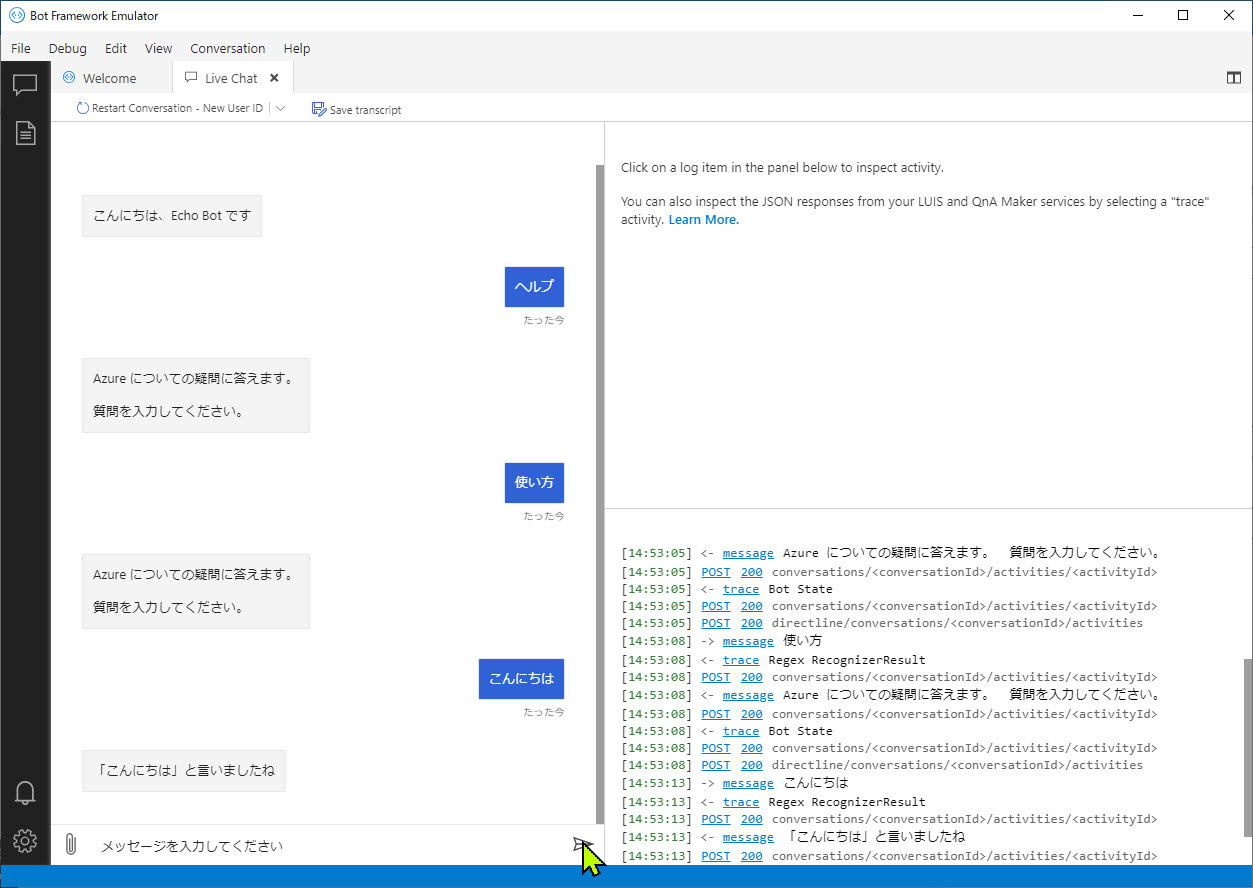 Bot Framework Emulator
File Debug Edit View Conversation Help
Welcome Live Chat
Restart Conversation - New User ID Save transcript
こんにちは、Echo Bot です
ヘルプ
たった今
Azure についての疑問に答えます。
質問を入力してください。
使い方
たった今
Azure についての疑問に答えます。
質問を入力してください。
こんにちは
たった今
「こんにちは」と言いましたね
メッセージを入力してください
Click on a log item in the panel below to inspect activity.
You can also inspect the JSON responses from your LUIS and QnA Maker services by selecting a "trace"
activity. Learn More.
[14:53:05] <- message Azure についての疑問に答えます。 質問を入力してください。
[14:53:05] POST 200 conversations/<conversationId>/activities/<activityId>
[14:53:05] <- trace Bot State
[14:53:05] POST 200 conversations/<conversationId>/activities/<activityId>
[14:53:05] POST 200 directline/conversations/<conversationId>/activities
[14:53:08] -> message 使い方
[14:53:08] <- trace Regex RecognizerResult
[14:53:08] POST 200 conversations/<conversationId>/activities/<activityId>
[14:53:08] <- message Azure についての疑問に答えます。 質問を入力してください。
[14:53:08] POST 200 conversations/<conversationId>/activities/<activityId>
[14:53:08] <- trace Bot State
[14:53:08] POST 200 conversations/<conversationId>/activities/<activityId>
[14:53:08] POST 200 directline/conversations/<conversationId>/activities
[14:53:13] -> message こんにちは
[14:53:13] <- trace Regex RecognizerResult
[14:53:13] POST 200 conversations/<conversationId>/activities/<activityId>
[14:53:13] <- message 「こんにちは」と言いましたね
[14:53:13] POST 200 conversations/<conversationId>/activities/<activityId>